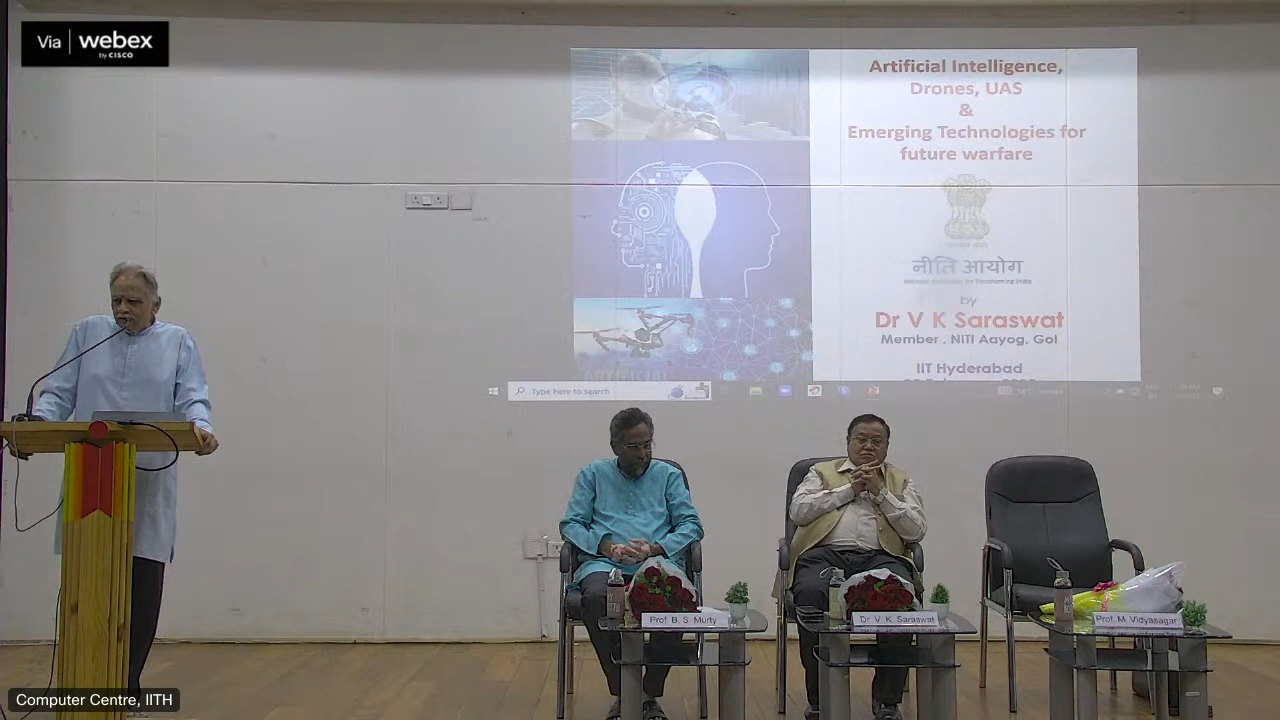 Via webex
by CISCO
Artificial Intelligence,
Drones, UAS
&
Emerging Technologies for
future warfare
नीति आयोग
by
Dr V K Saraswat
Member , NITI Aayog, GoI
IIT Hyderabad
Type here to search
Prof. B. S. Murty
Dr. V. K. Saraswat
Prof. M. Vidyasagar
Computer Centre, IITH